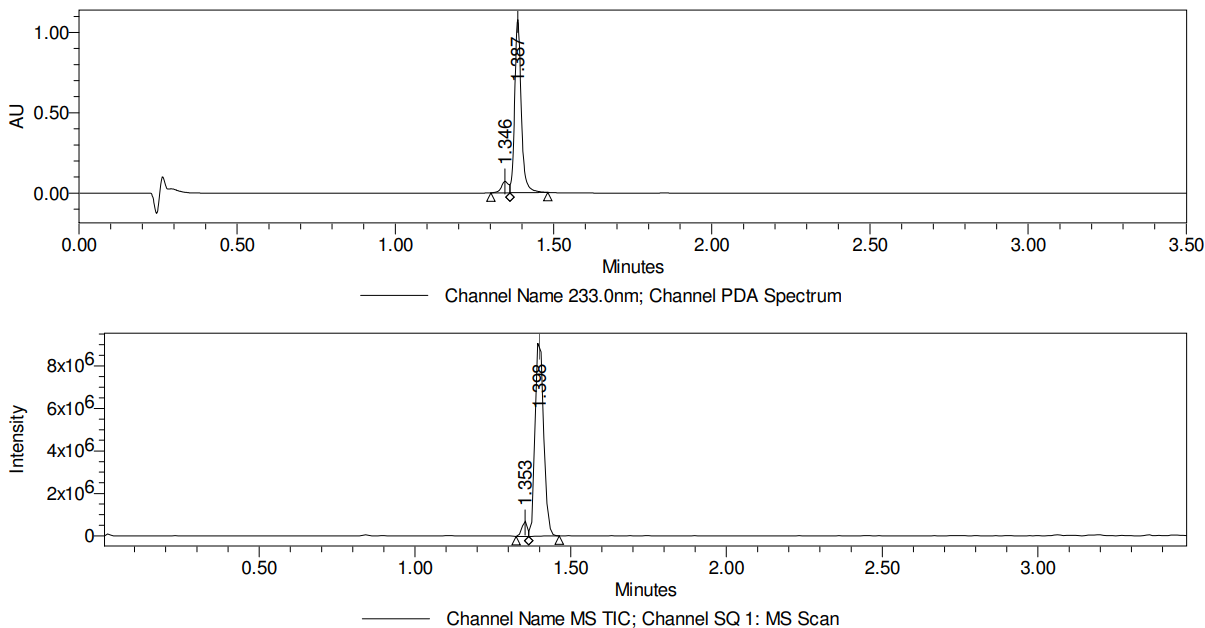 1.00
0.50
0.00
AU
1.346
1.387
0.00 0.50 1.00 1.50 2.00 2.50 3.00 3.50
Minutes
Channel Name 233.0nm; Channel PDA Spectrum
8x10^6
6x10^6
4x10^6
2x10^6
0
Intensity
1.353
1.398
0.50 1.00 1.50 2.00 2.50 3.00
Minutes
Channel Name MS TIC; Channel SQ 1: MS Scan